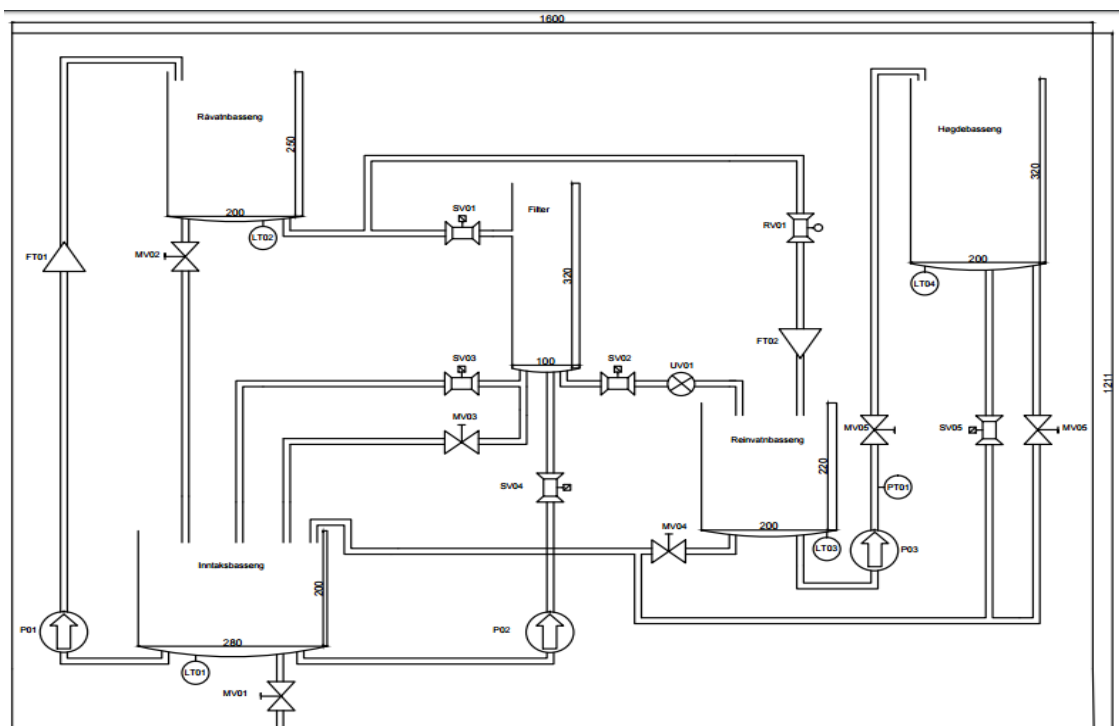 1600
Råvatnbasseng
Høgdebasseng
250
320
200
SV01
Filter
RV01
LT02
MV02
FT01
200
LT04
320
FT02
100
SV03
SV02
UV01
1211
MV03
Reinvatnbasseng
MV05
SV05
MV05
220
SV04
PT01
200
MV04
LT03
P03
Inntaksbasseng
200
P01
P02
280
LT01
MV01